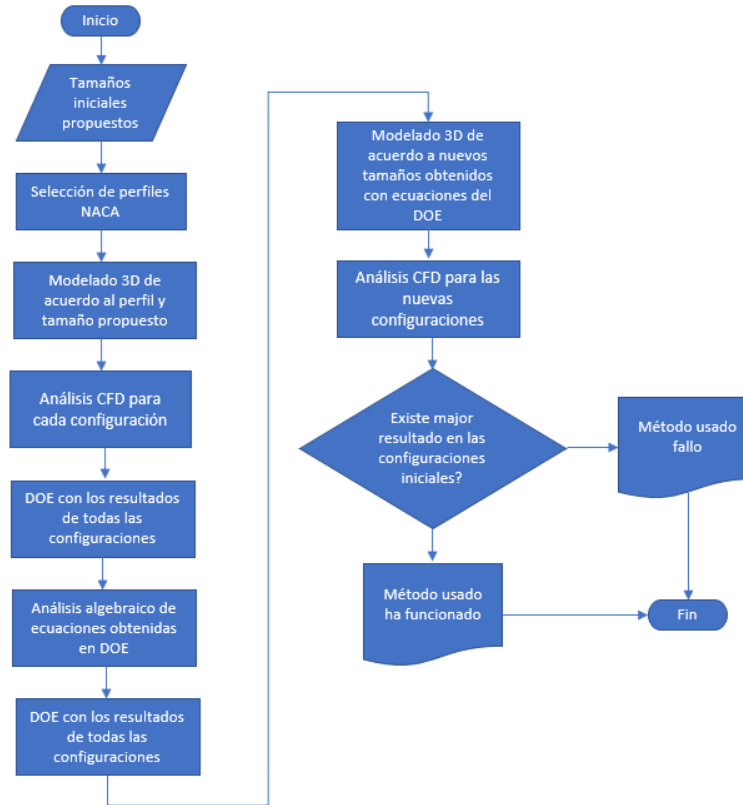 Inicio
Tamaños
iniciales
propuestos
Selección de perfiles
NACA
Modelado 3D de
acuerdo al perfil y
tamaño propuesto
Análisis CFD para
cada configuración
DOE con los resultados
de todas las
configuraciones
Análisis algebraico de
ecuaciones obtenidas
en DOE
DOE con los resultados
de todas las
configuraciones
Modelado 3D de
acuerdo a nuevos
tamaños obtenidos
con ecuaciones del
DOE
Análisis CFD para las
nuevas
configuraciones
Existe major
resultado en las
configuraciones
iniciales?
Método usado
fallo
Método usado
ha funcionado
Fin